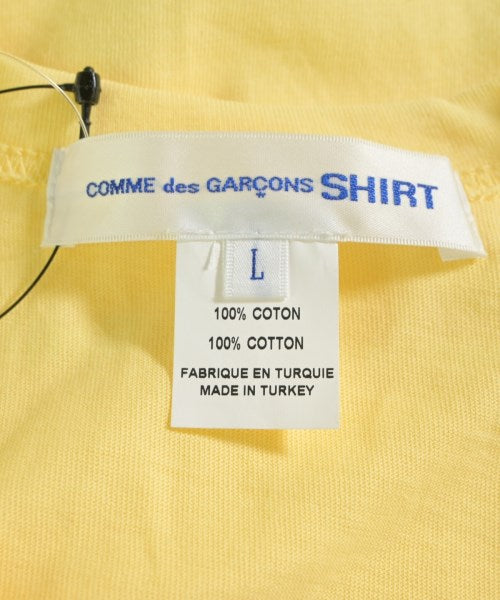 COMME des GARÇONS SHIRT
L
100% COTON
100% COTTON
FABRIQUE EN TURQUIE
MADE IN TURKEY